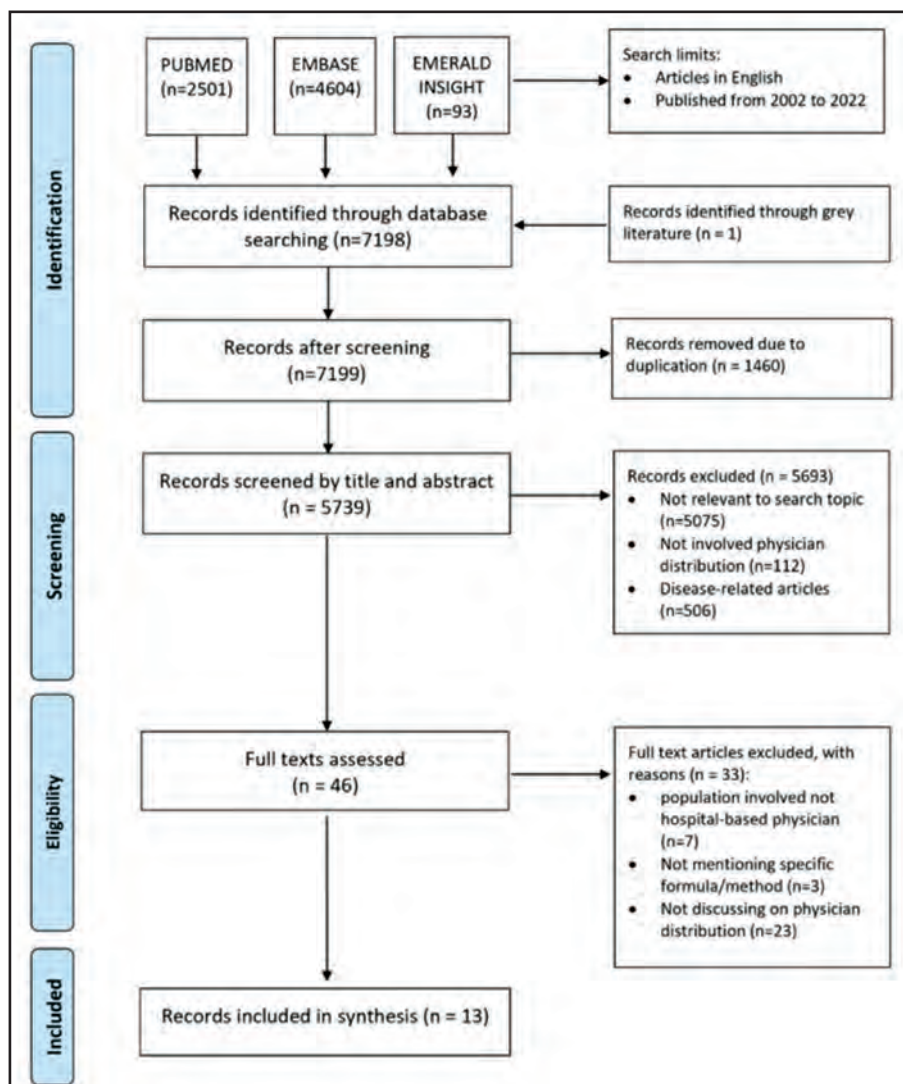 Identification
PUBMED
(n=2501)
EMBASE
(n=4604)
EMERALD
INSIGHT
(n=93)
Search limits:
• Articles in English
• Published from 2002 to 2022
Records identified through database
searching (n=7198)
Records identified through grey
literature (n = 1)
Records after screening
(n=7199)
Records removed due to
duplication (n = 1460)
Screening
Records screened by title and abstract
(n = 5739)
Records excluded (n = 5693)
• Not relevant to search topic
(n=5075)
• Not involved physician
distribution (n=112)
• Disease-related articles
(n=506)
Eligibility
Full texts assessed
(n = 46)
Full text articles excluded, with
reasons (n = 33):
• population involved not
hospital-based physician
(n=7)
• Not mentioning specific
formula/method (n=3)
• Not discussing on physician
distribution (n=23)
Included
Records included in synthesis (n = 13)